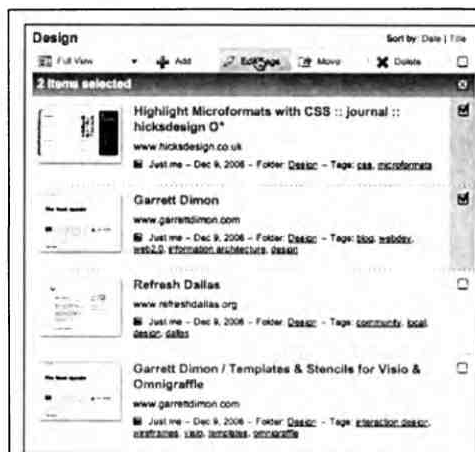 Design Sort by: Date | Title
Full View Add Edit Tags Move Delete
2 items selected
Highlight Microformats with CSS :: journal ::
hicksdesign O*
www.hicksdesign.co.uk
Just me – Dec 9, 2006 – Folder: Design – Tags: css, microformats
Garrett Dimon
www.garrettdimon.com
Just me – Dec 9, 2006 – Folder: Design – Tags: blog, webdev,
web2.0, information architecture, design
Refresh Dallas
www.refreshdallas.org
Just me – Dec 9, 2006 – Folder: Design – Tags: community, local,
design, dallas
Garrett Dimon / Templates & Stencils for Visio &
Omnigraffle
www.garrettdimon.com
Just me – Dec 9, 2006 – Folder: Design – Tags: interaction design,
wireframes, visio, templates, omnigraffle